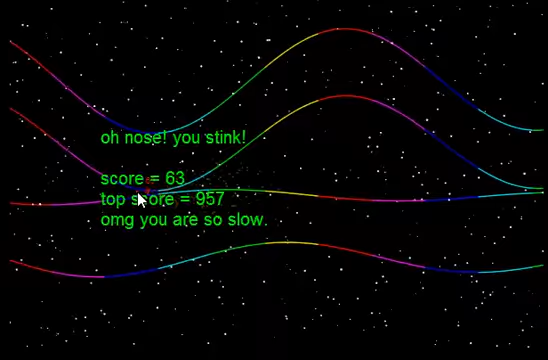 oh nose! you stink!
score = 63
top score = 957
omg you are so slow.